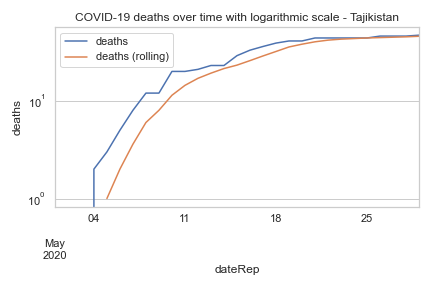 COVID-19 deaths over time with logarithmic scale - Tajikistan
deaths
deaths (rolling)
deaths
10¹
10⁰
04 11 18 25
May
2020
dateRep